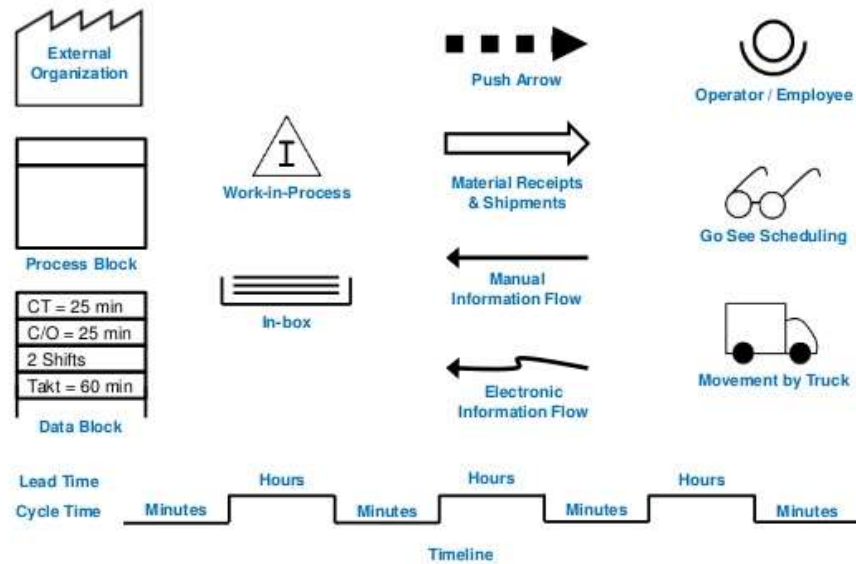 External
Organization
Process Block
CT = 25 min
C/O = 25 min
2 Shifts
Takt = 60 min
Data Block
I
Work-in-Process
In-box
Push Arrow
Material Receipts
& Shipments
Manual
Information Flow
Electronic
Information Flow
Operator / Employee
Go See Scheduling
Movement by Truck
Lead Time
Hours
Hours
Hours
Cycle Time
Minutes
Minutes
Minutes
Minutes
Timeline